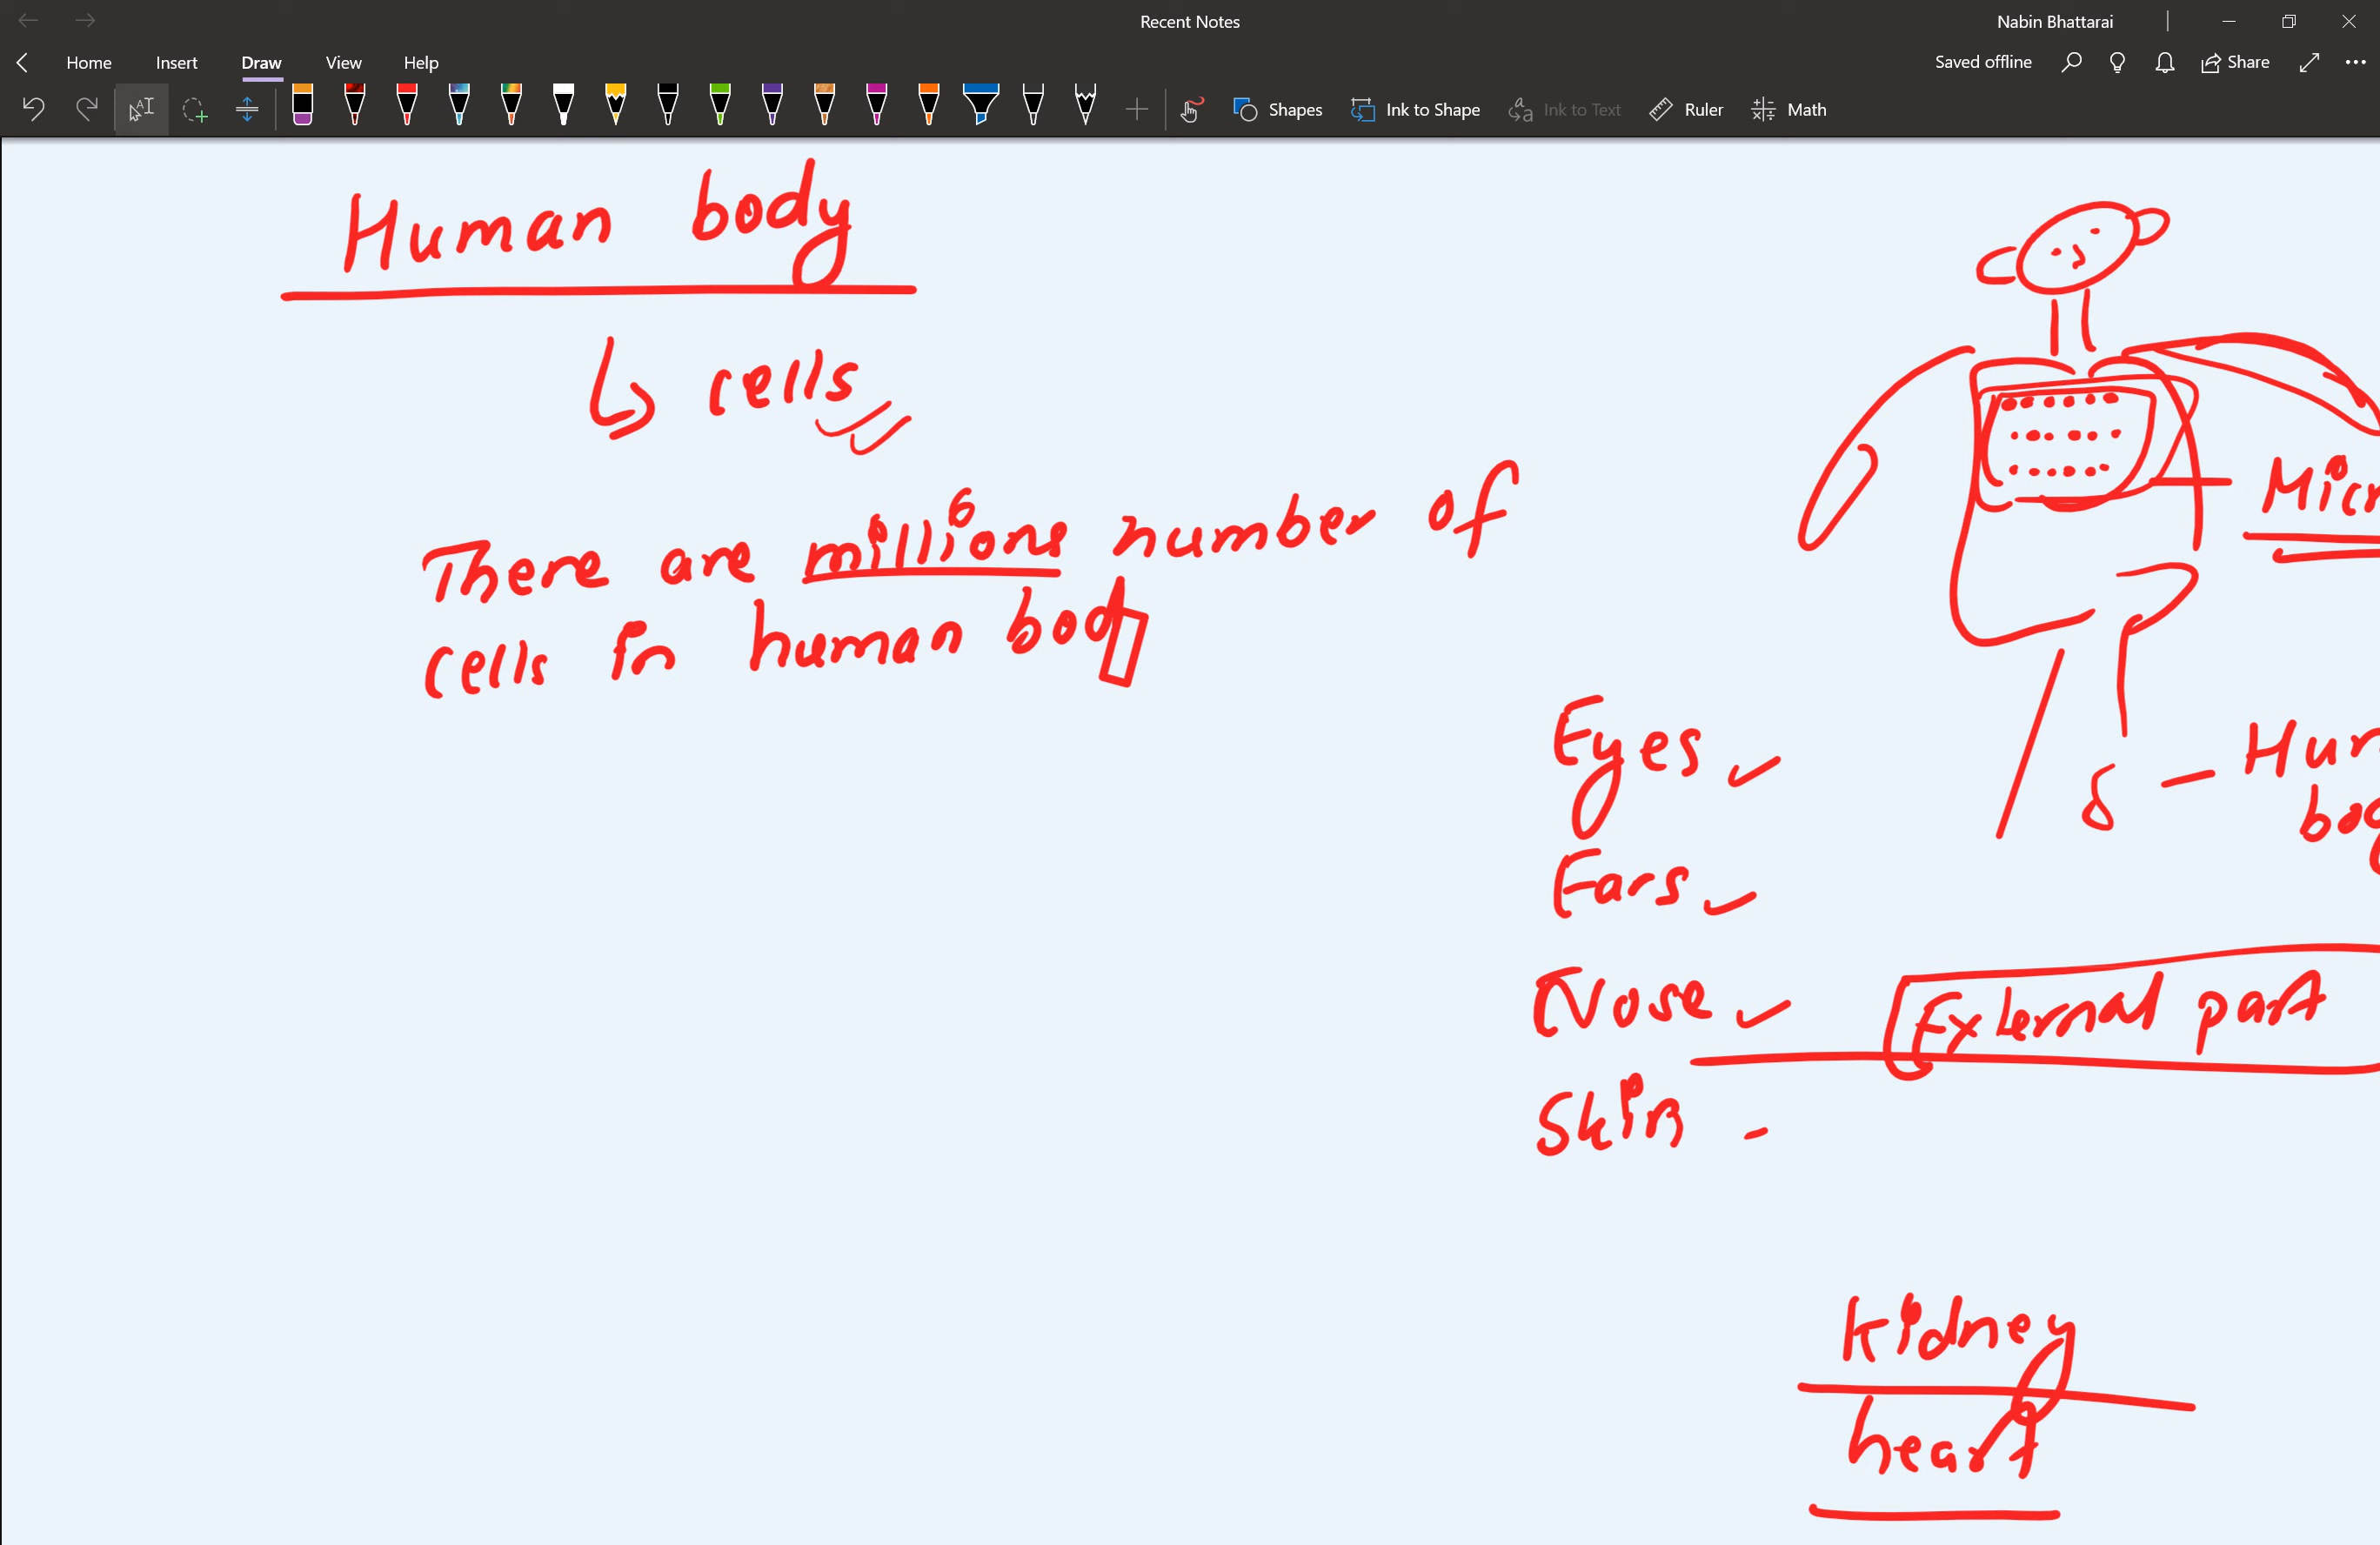 Recent Notes
Nabin Bhattarai
Home Insert Draw View Help
Saved offline
Share
Shapes
Ink to Shape
Ink to Text
Ruler
Math
Human body
cells
There are millions number of
cells in human body
Eyes
Ears
Nose
Skin -
External part
Kidney
heart